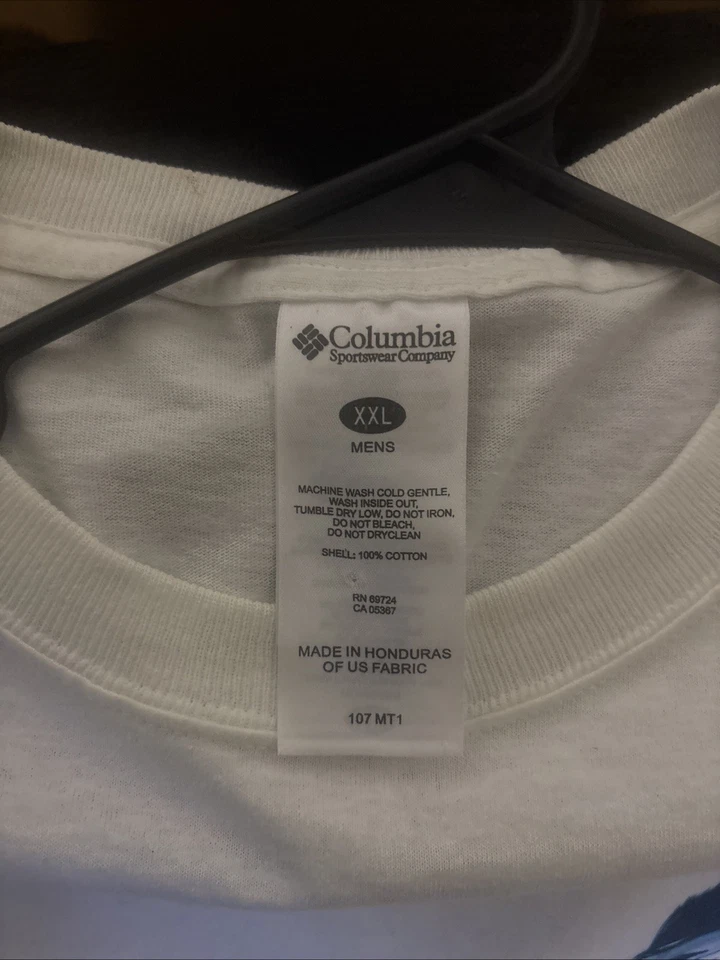 Columbia
Sportswear Company
XXL
MENS
MACHINE WASH COLD GENTLE,
WASH INSIDE OUT,
TUMBLE DRY LOW, DO NOT IRON,
DO NOT BLEACH,
DO NOT DRYCLEAN
SHELL: 100% COTTON
RN 69724
CA 05367
MADE IN HONDURAS
OF US FABRIC
107 MT1